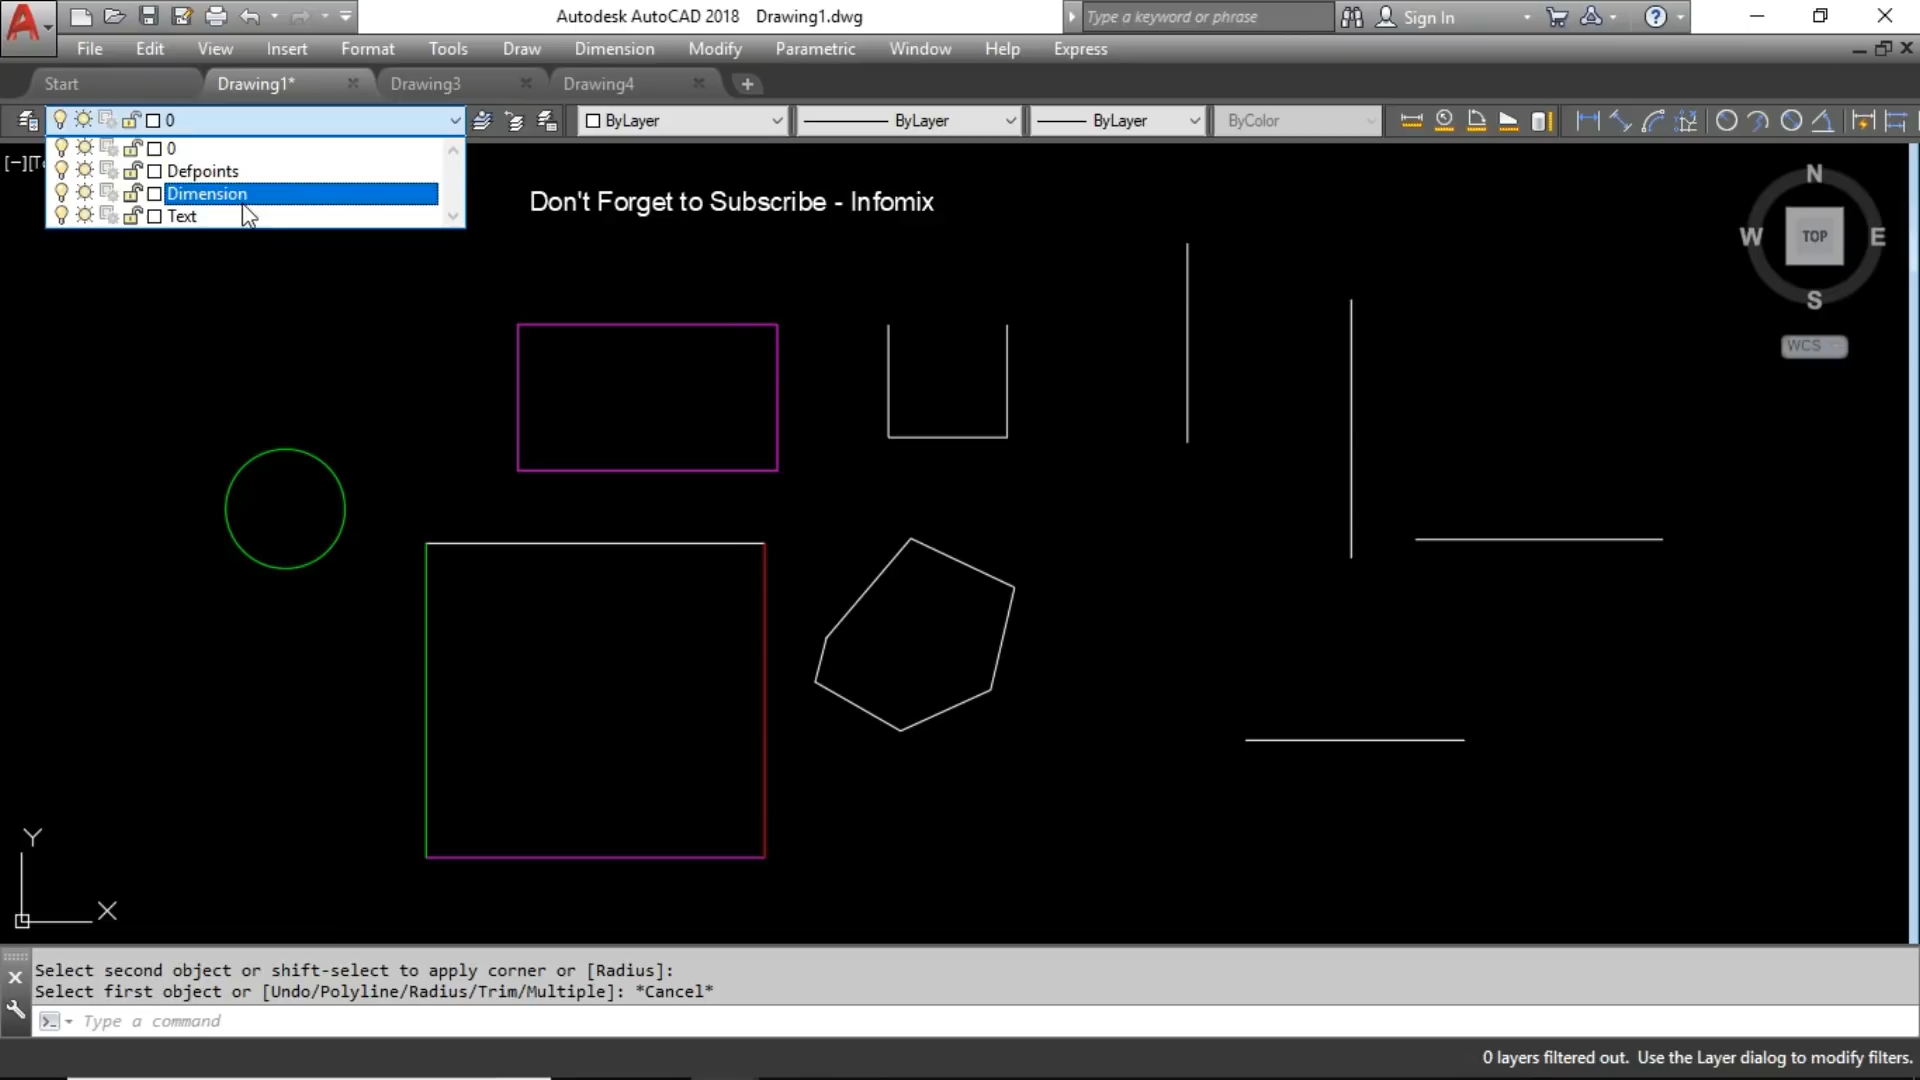 Autodesk AutoCAD 2018 Drawing1.dwg
Type a keyword or phrase
Sign In
File Edit View Insert Format Tools Draw Dimension Modify Parametric Window Help Express
Start Drawing1* Drawing3 Drawing4
0 ByLayer ByLayer ByLayer ByColor
0
Defpoints
Dimension
Text
[−][T
Don't Forget to Subscribe - Infomix
N
W TOP E
S
WCS
Y
X
Select second object or shift-select to apply corner or [Radius]:
Select first object or [Undo/Polyline/Radius/Trim/Multiple]: *Cancel*
Type a command
0 layers filtered out. Use the Layer dialog to modify filters.